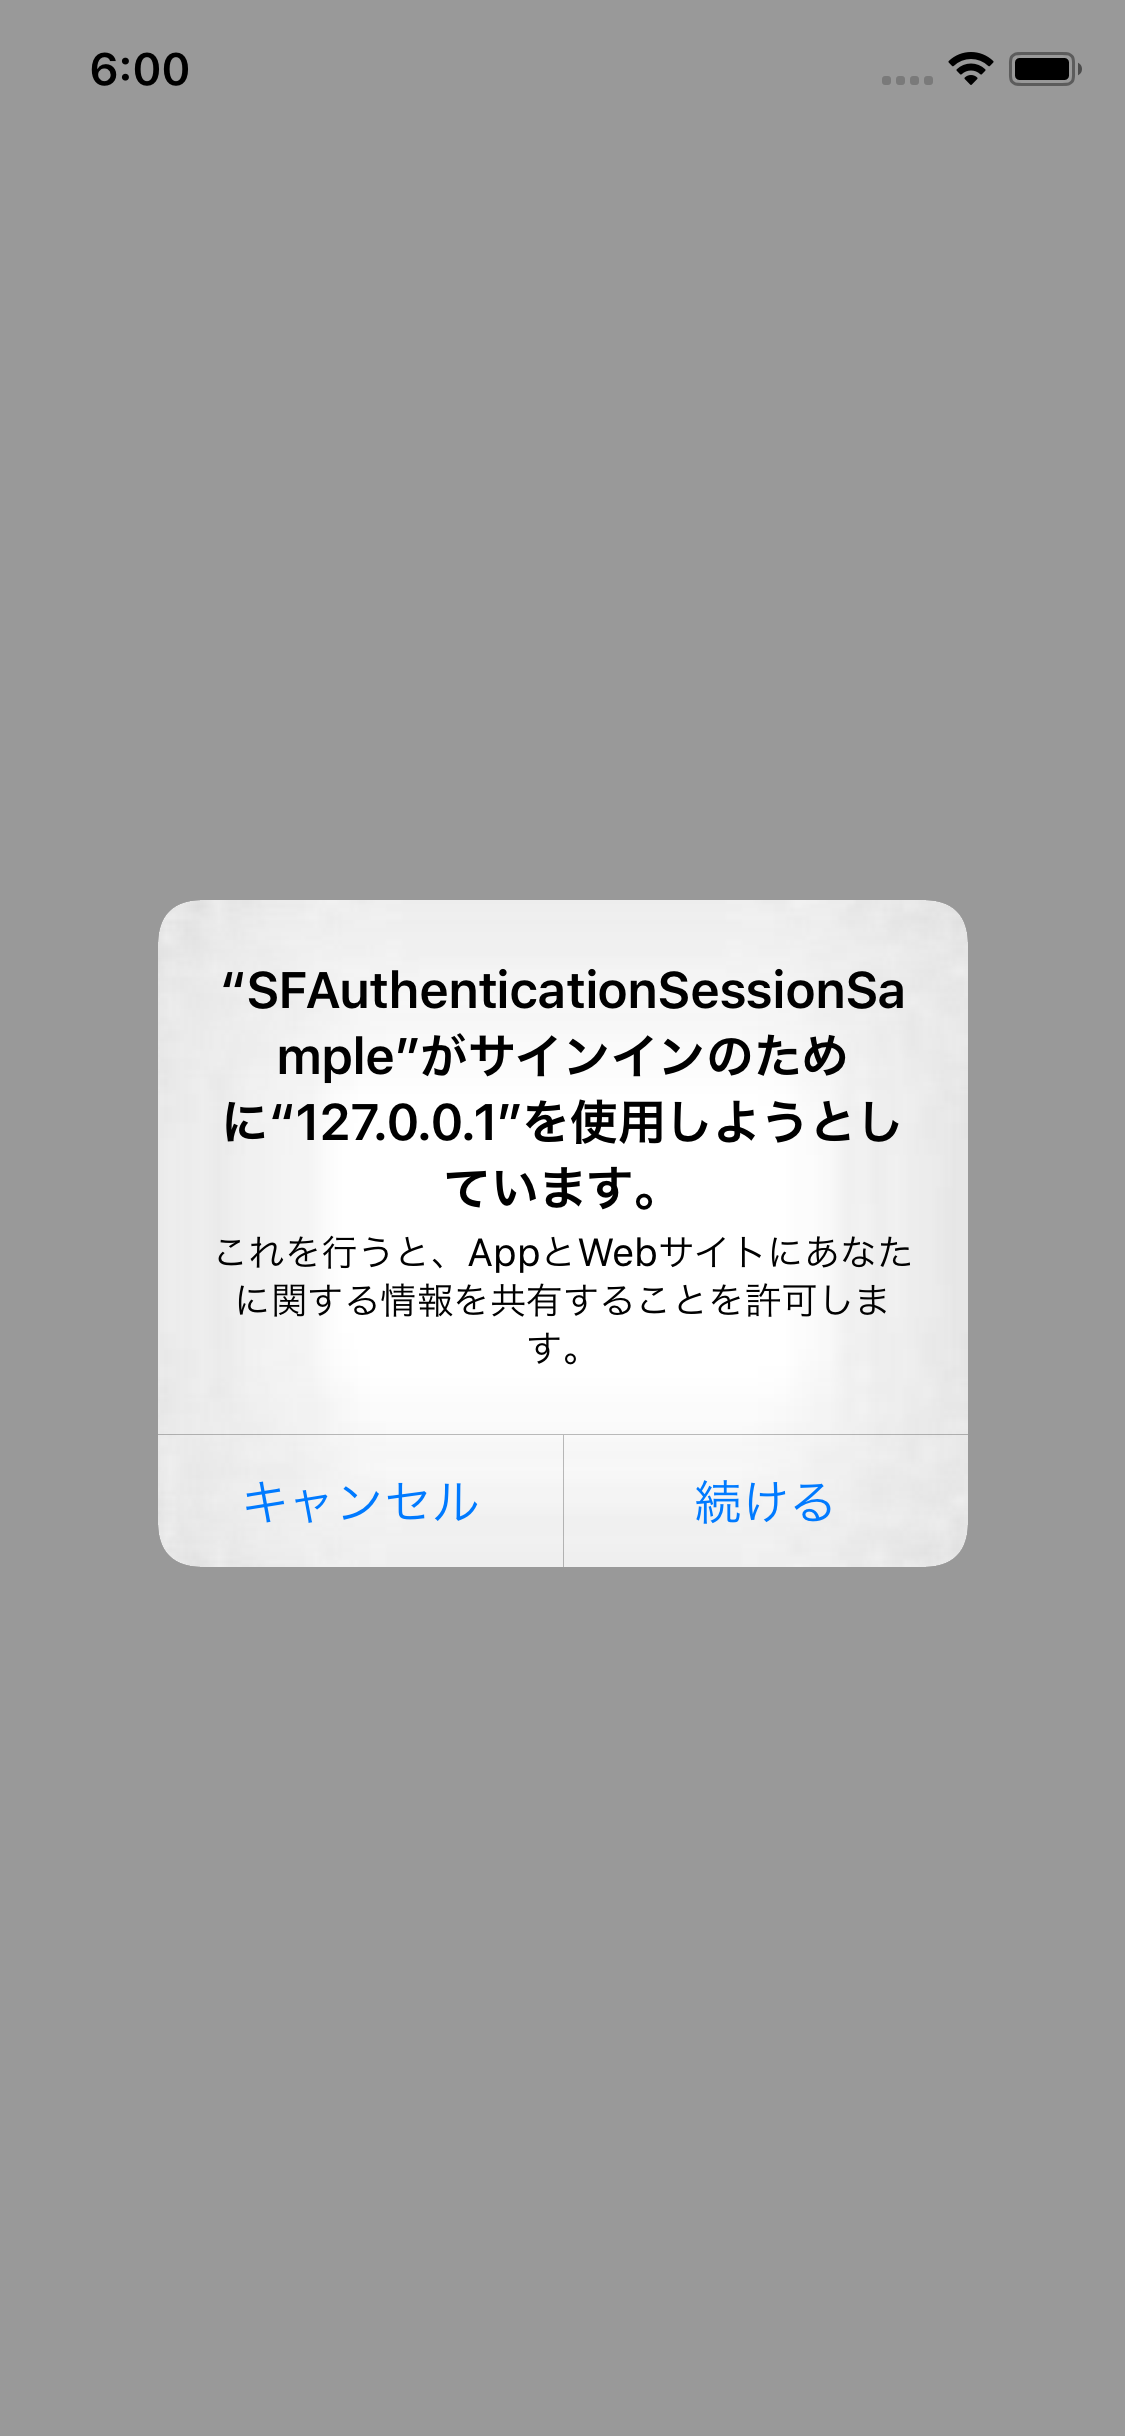 6:00
“SFAuthenticationSessionSa
mple”がサインインのため
に“127.0.0.1”を使用しようとし
ています。
これを行うと、AppとWebサイトにあなた
に関する情報を共有することを許可しま
す。
キャンセル
続ける